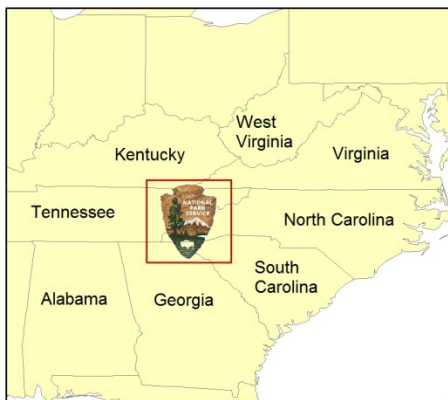 West
Virginia
Kentucky
Virginia
NATIONAL
PARK
SERVICE
Tennessee
North Carolina
South
Carolina
Alabama
Georgia